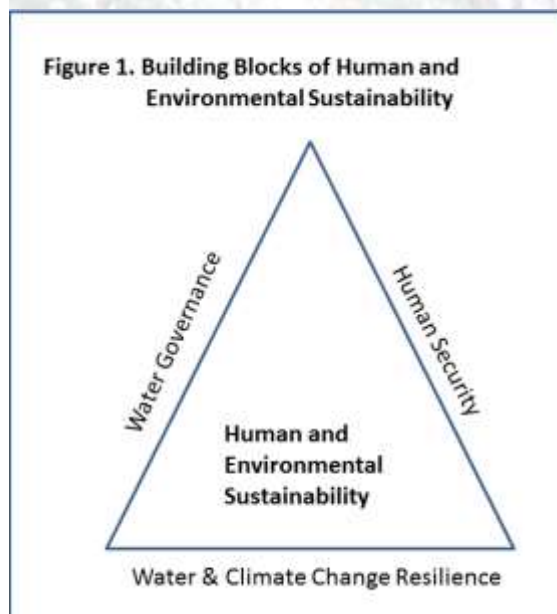 Figure 1. Building Blocks of Human and
Environmental Sustainability
Water Governance
Human Security
Human and
Environmental
Sustainability
Water & Climate Change Resilience